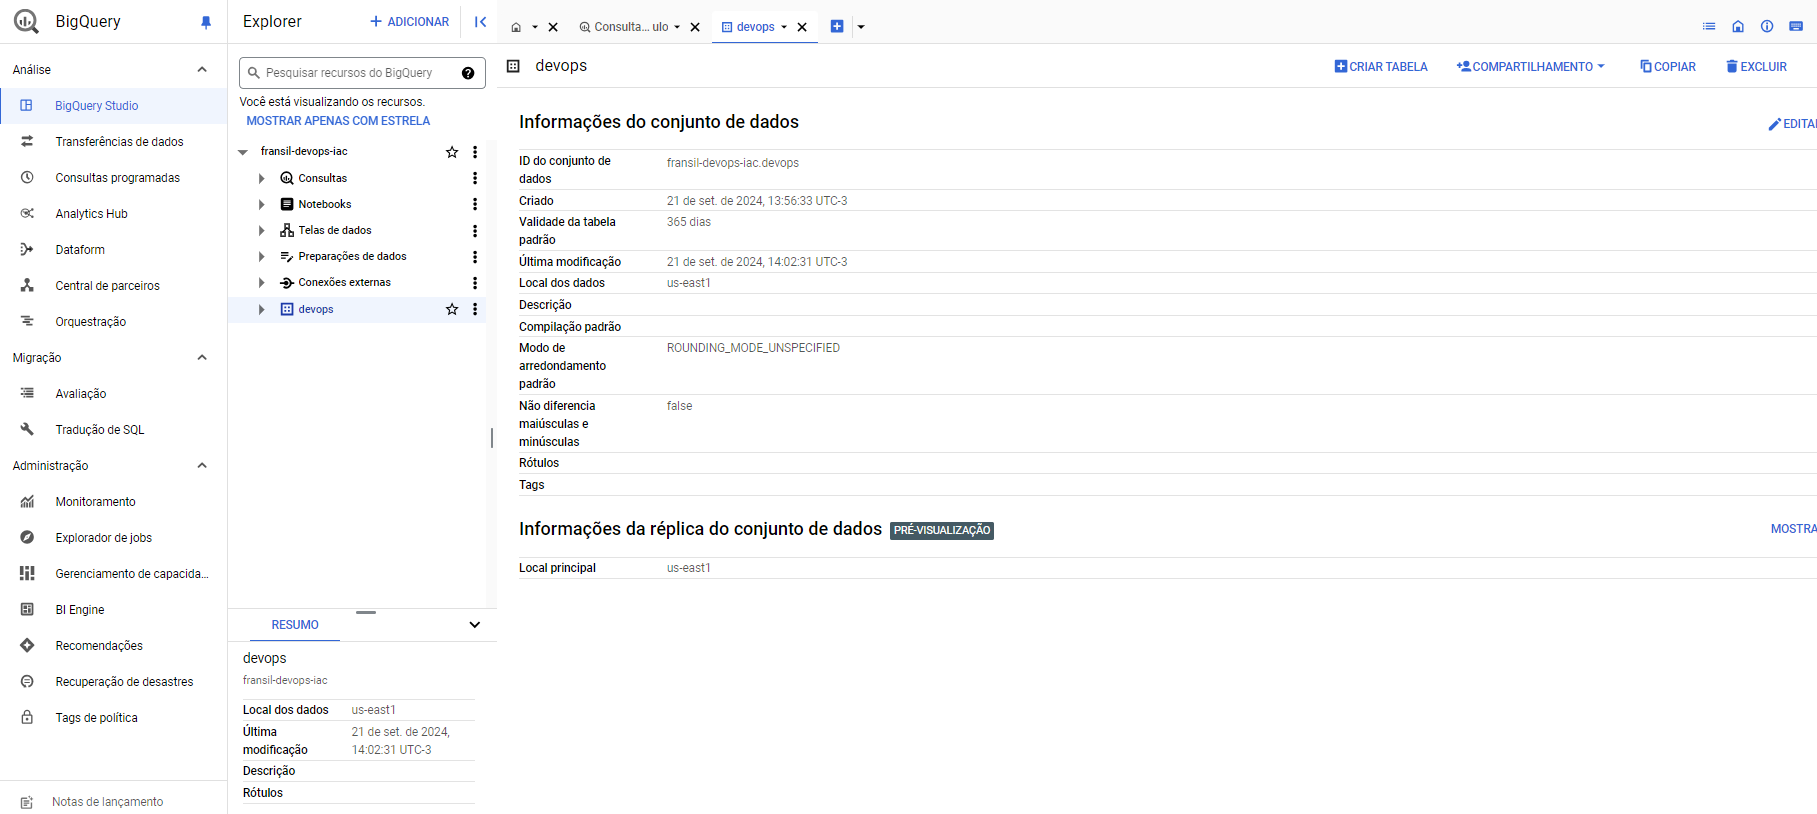 BigQuery
Análise
BigQuery Studio
Transferências de dados
Consultas programadas
Analytics Hub
Dataform
Central de parceiros
Orquestração
Migração
Avaliação
Tradução de SQL
Administração
Monitoramento
Explorador de jobs
Gerenciamento de capacida...
BI Engine
Recomendações
Recuperação de desastres
Tags de política
Notas de lançamento
Explorer
ADICIONAR
Pesquisar recursos do BigQuery
Você está visualizando os recursos.
MOSTRAR APENAS COM ESTRELA
fransil-devops-iac
Consultas
Notebooks
Telas de dados
Preparações de dados
Conexões externas
devops
RESUMO
devops
fransil-devops-iac
Local dos dados us-east1
Última 21 de set. de 2024,
modificação 14:02:31 UTC-3
Descrição
Rótulos
Consulta... ulo devops
devops CRIAR TABELA COMPARTILHAMENTO COPIAR EXCLUIR
Informações do conjunto de dados
EDITA
ID do conjunto de fransil-devops-iac.devops
dados
Criado 21 de set. de 2024, 13:56:33 UTC-3
Validade da tabela 365 dias
padrão
Última modificação 21 de set. de 2024, 14:02:31 UTC-3
Local dos dados us-east1
Descrição
Compilação padrão
Modo de ROUNDING_MODE_UNSPECIFIED
arredondamento
padrão
Não diferencia false
maiúsculas e
minúsculas
Rótulos
Tags
Informações da réplica do conjunto de dados PRÉ-VISUALIZAÇÃO MOSTRA
Local principal us-east1